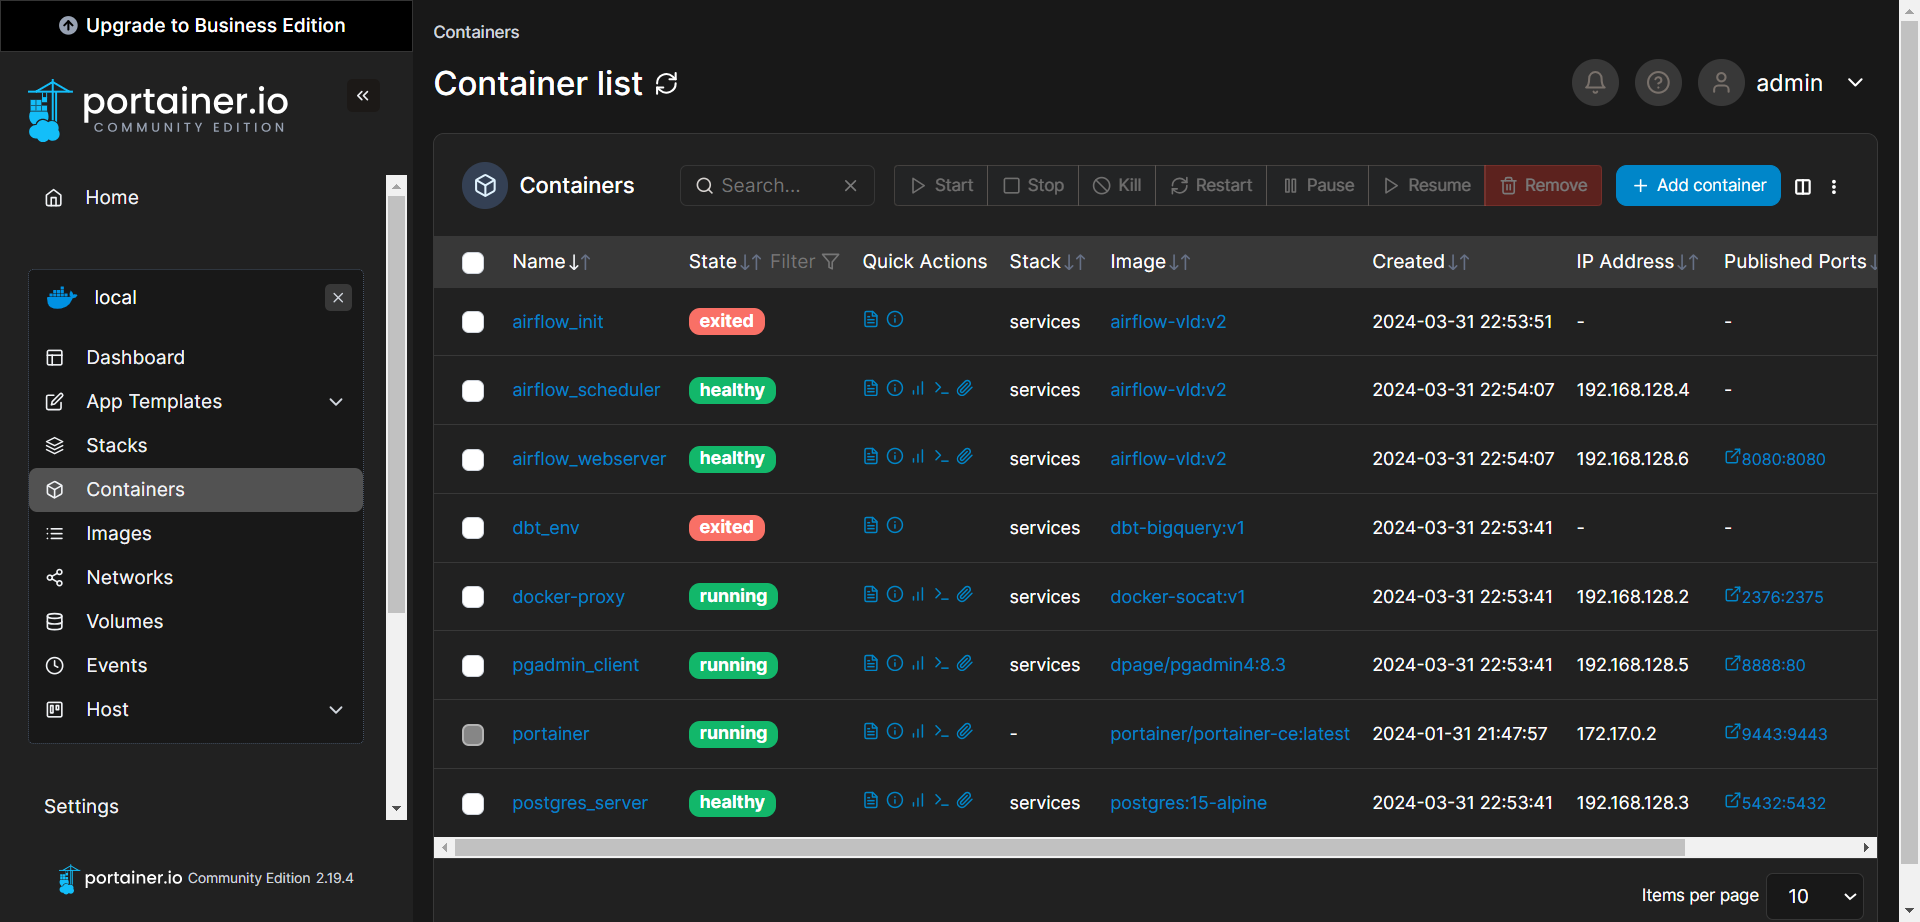 Upgrade to Business Edition
portainer.io
COMMUNITY EDITION
Home
local
Dashboard
App Templates
Stacks
Containers
Images
Networks
Volumes
Events
Host
Settings
portainer.io Community Edition 2.19.4
Containers
Container list
admin
Containers
Search...
Start
Stop
Kill
Restart
Pause
Resume
Remove
Add container
Name State Filter Quick Actions Stack Image Created IP Address Published Ports
airflow_init exited services airflow-vld:v2 2024-03-31 22:53:51 - -
airflow_scheduler healthy services airflow-vld:v2 2024-03-31 22:54:07 192.168.128.4 -
airflow_webserver healthy services airflow-vld:v2 2024-03-31 22:54:07 192.168.128.6 8080:8080
dbt_env exited services dbt-bigquery:v1 2024-03-31 22:53:41 - -
docker-proxy running services docker-socat:v1 2024-03-31 22:53:41 192.168.128.2 2376:2375
pgadmin_client running services dpage/pgadmin4:8.3 2024-03-31 22:53:41 192.168.128.5 8888:80
portainer running - portainer/portainer-ce:latest 2024-01-31 21:47:57 172.17.0.2 9443:9443
postgres_server healthy services postgres:15-alpine 2024-03-31 22:53:41 192.168.128.3 5432:5432
Items per page 10